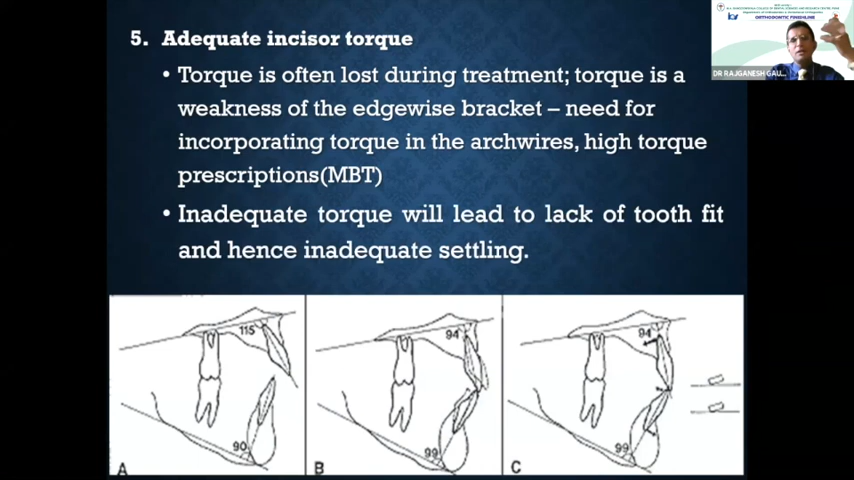 5. Adequate incisor torque
• Torque is often lost during treatment; torque is a
weakness of the edgewise bracket – need for
incorporating torque in the archwires, high torque
prescriptions(MBT)
• Inadequate torque will lead to lack of tooth fit
and hence inadequate settling.
115
90
A
94
99
B
94
99
C
ORTHODONTIC FINISHLINE
DR RAJGANESH GAU...